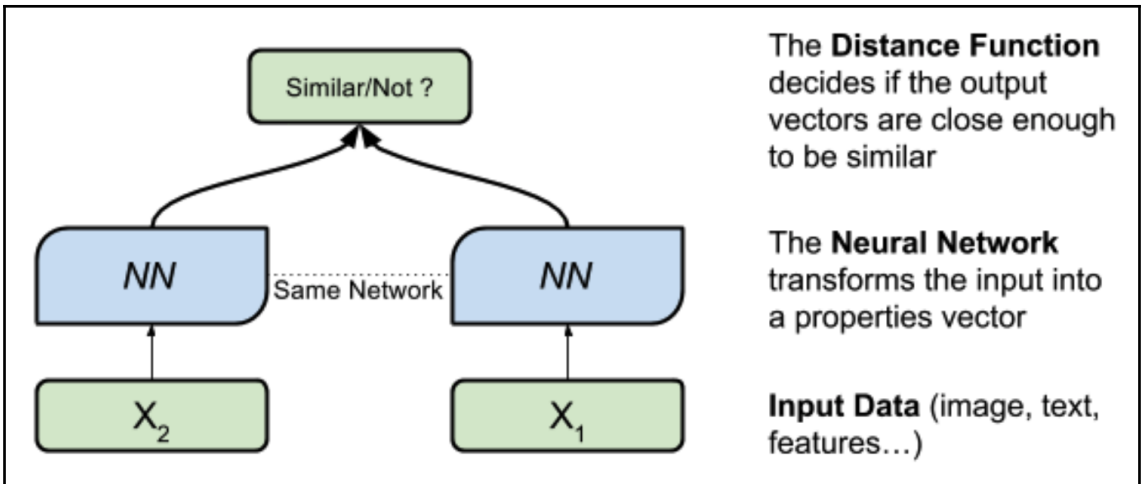 Similar/Not ?
NN
Same Network
NN
X₂
X₁
The Distance Function
decides if the output
vectors are close enough
to be similar
The Neural Network
transforms the input into
a properties vector
Input Data (image, text,
features…)